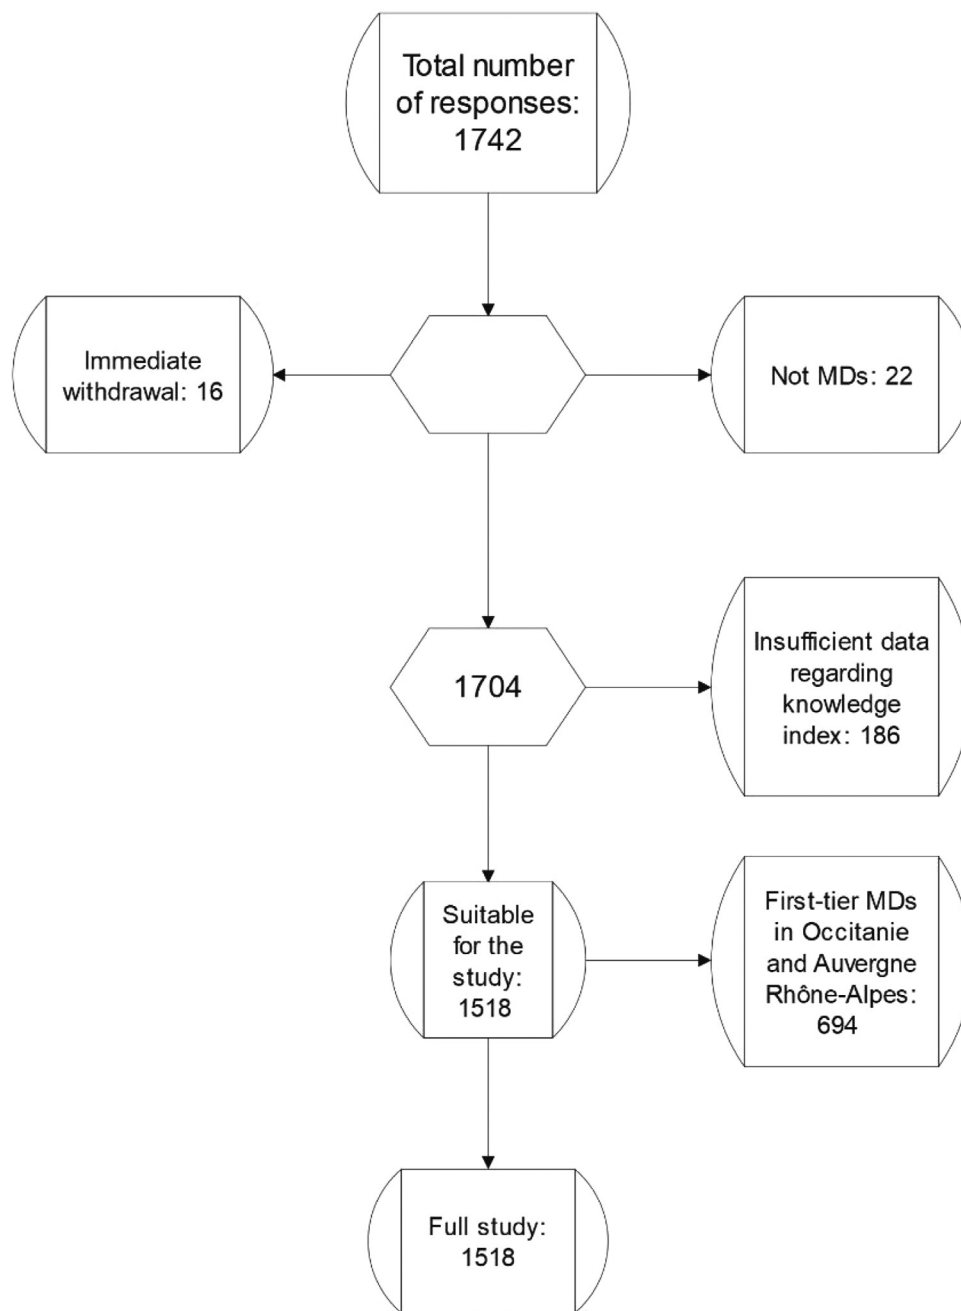 Total number
of responses:
1742
Immediate
withdrawal: 16
Not MDs: 22
1704
Insufficient data
regarding
knowledge
index: 186
Suitable
for the
study:
1518
First-tier MDs
in Occitanie
and Auvergne
Rhône-Alpes:
694
Full study:
1518